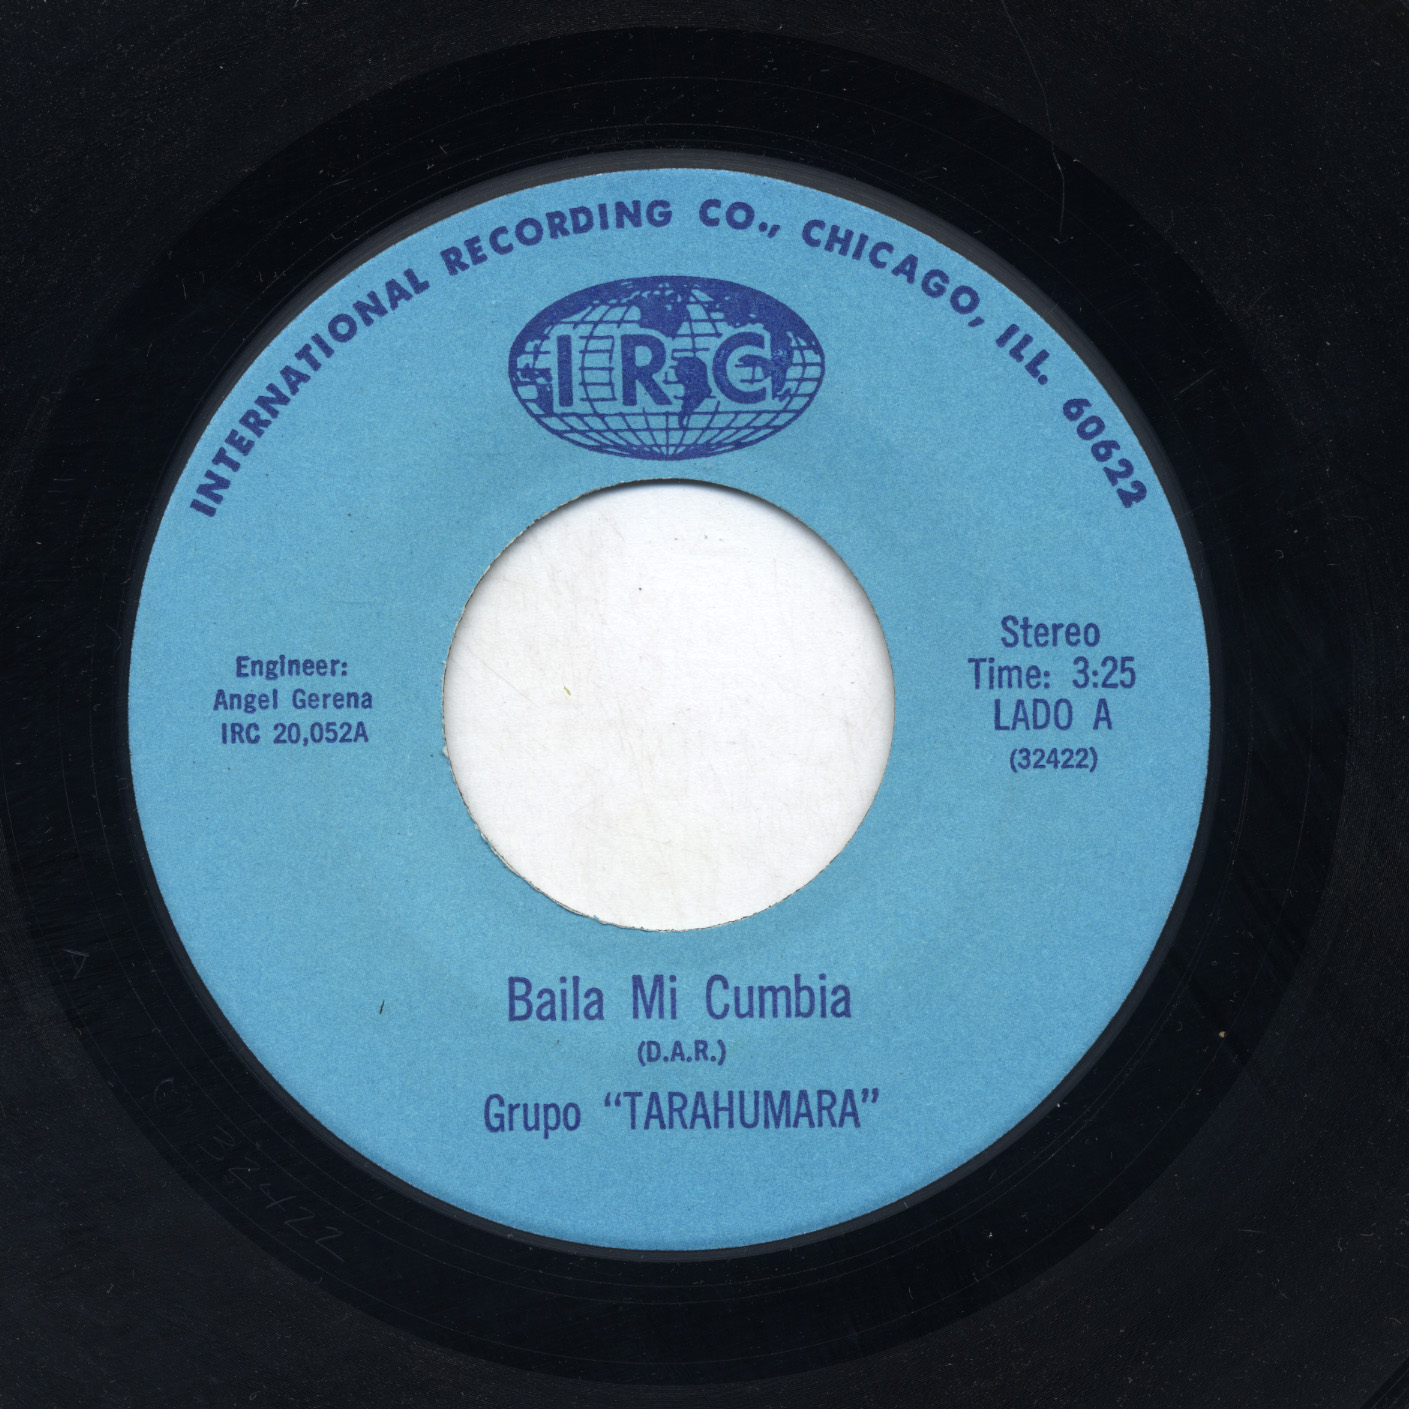 INTERNATIONAL RECORDING CO., CHICAGO, ILL. 60622
IRC
Engineer:
Angel Gerena
IRC 20,052A
Stereo
Time: 3:25
LADO A
(32422)
Baila Mi Cumbia
(D.A.R.)
Grupo “TARAHUMARA”
32422